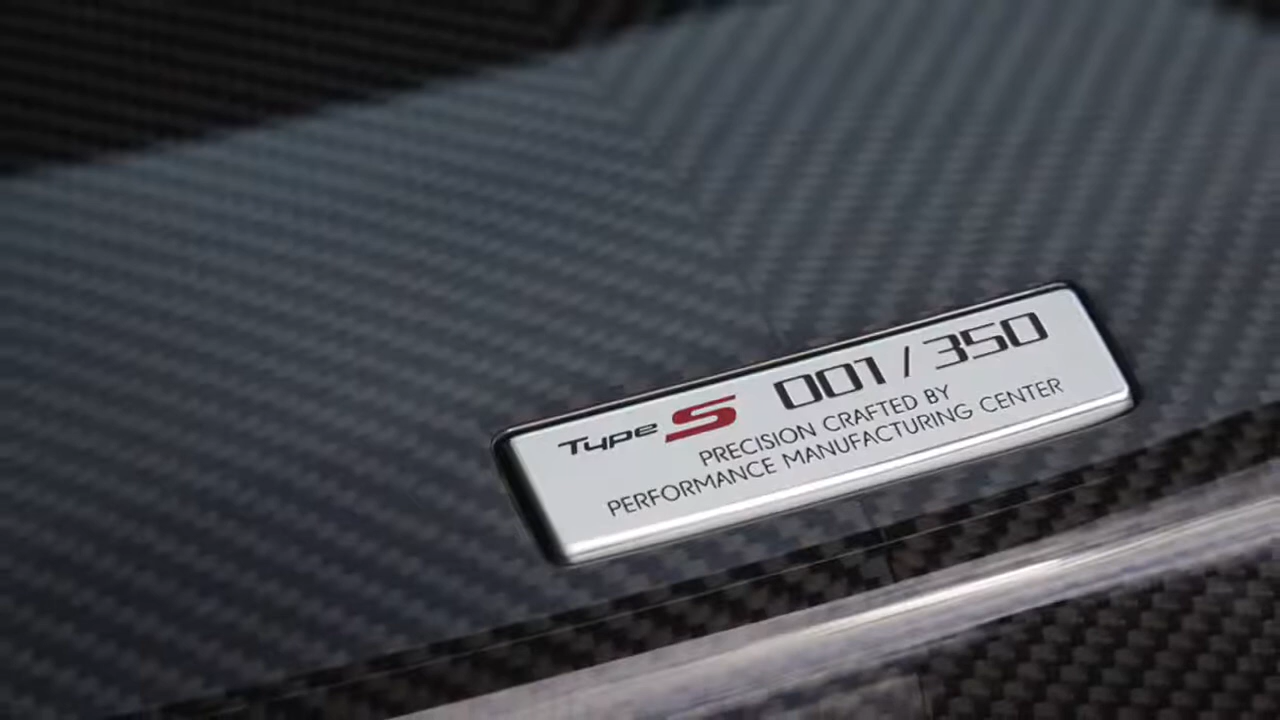 Type S 001/350
PRECISION CRAFTED BY
PERFORMANCE MANUFACTURING CENTER